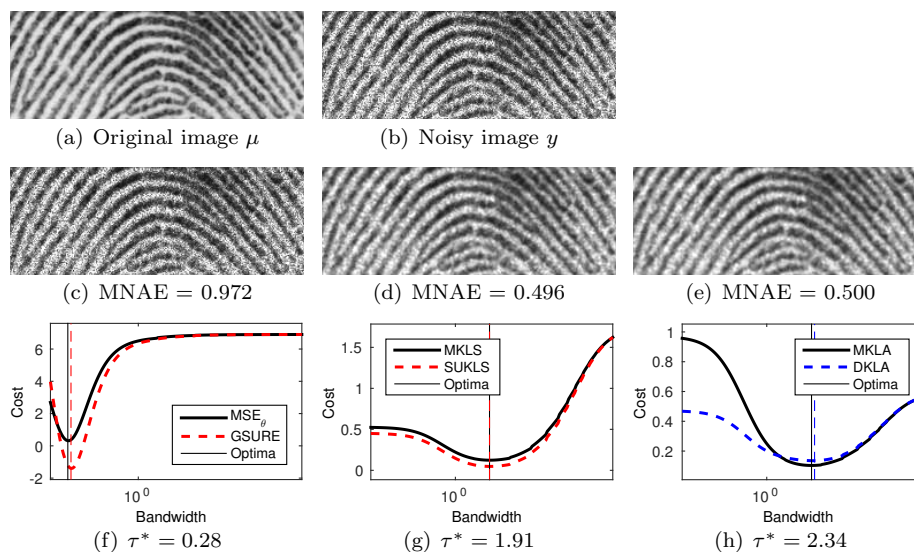 (a) Original image μ
(b) Noisy image y
(c) MNAE = 0.972
(d) MNAE = 0.496
(e) MNAE = 0.500
Cost
6
4
2
0
-2
MSE_θ
GSURE
Optima
10^0
Bandwidth
(f) τ* = 0.28
Cost
1.5
1
0.5
0
MKLS
SUKLS
Optima
10^0
Bandwidth
(g) τ* = 1.91
Cost
1
0.8
0.6
0.4
0.2
MKLA
DKLA
Optima
10^0
Bandwidth
(h) τ* = 2.34